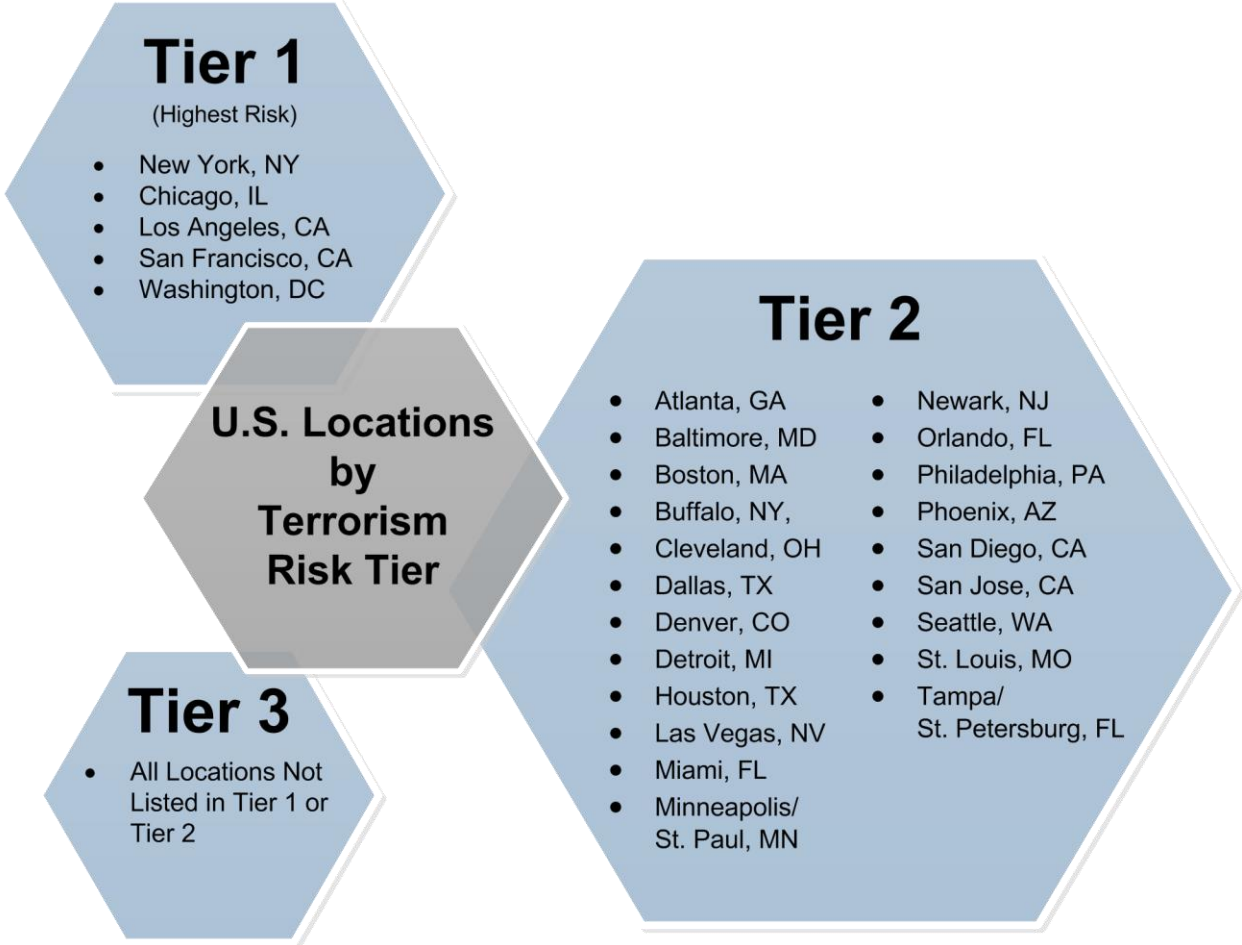 Tier 1
(Highest Risk)
• New York, NY
• Chicago, IL
• Los Angeles, CA
• San Francisco, CA
• Washington, DC
U.S. Locations
by
Terrorism
Risk Tier
Tier 2
• Atlanta, GA
• Baltimore, MD
• Boston, MA
• Buffalo, NY,
• Cleveland, OH
• Dallas, TX
• Denver, CO
• Detroit, MI
• Houston, TX
• Las Vegas, NV
• Miami, FL
• Minneapolis/
St. Paul, MN
• Newark, NJ
• Orlando, FL
• Philadelphia, PA
• Phoenix, AZ
• San Diego, CA
• San Jose, CA
• Seattle, WA
• St. Louis, MO
• Tampa/
St. Petersburg, FL
Tier 3
• All Locations Not
Listed in Tier 1 or
Tier 2